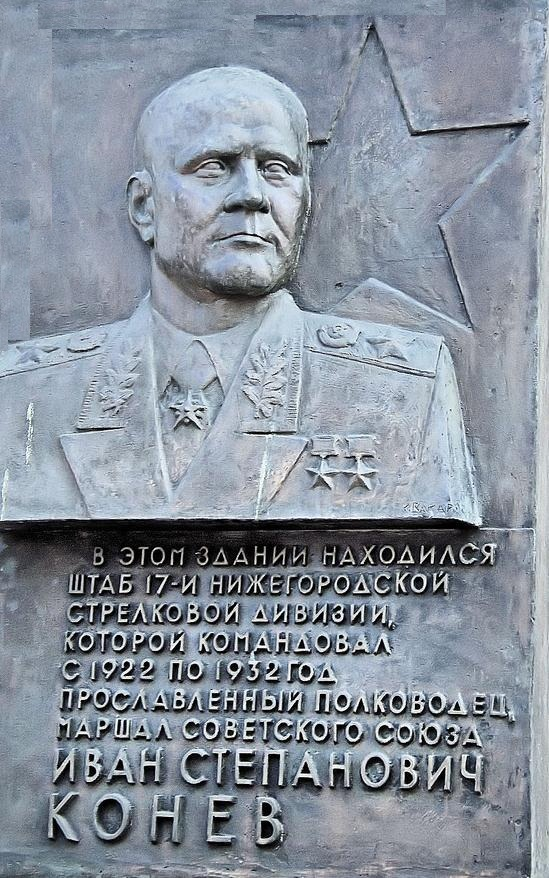 В ЭТОМ ЗДАНИИ НАХОДИЛСЯ
ШТАБ 17-И НИЖЕГОРОДСКОЙ
СТРЕЛКОВОЙ ДИВИЗИИ,
КОТОРОЙ КОМАНДОВАЛ
С 1922 ПО 1932 ГОД
ПРОСЛАВЛЕННЫЙ ПОЛКОВОДЕЦ,
МАРШАЛ СОВЕТСКОГО СОЮЗА
ИВАН СТЕПАНОВИЧ
КОНЕВ